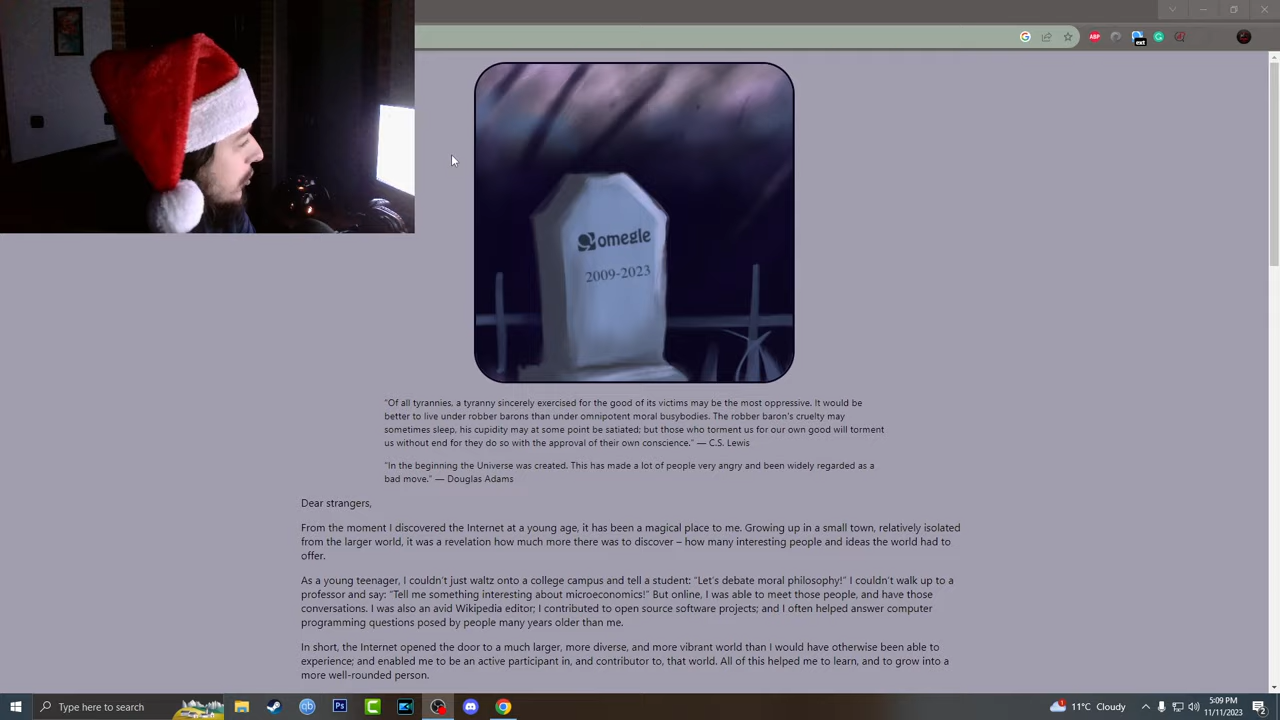 omegle
2009-2023
"Of all tyrannies, a tyranny sincerely exercised for the good of its victims may be the most oppressive. It would be
better to live under robber barons than under omnipotent moral busybodies. The robber baron's cruelty may
sometimes sleep, his cupidity may at some point be satiated; but those who torment us for our own good will torment
us without end for they do so with the approval of their own conscience." — C.S. Lewis
"In the beginning the Universe was created. This has made a lot of people very angry and been widely regarded as a
bad move." — Douglas Adams
Dear strangers,
From the moment I discovered the Internet at a young age, it has been a magical place to me. Growing up in a small town, relatively isolated
from the larger world, it was a revelation how much more there was to discover – how many interesting people and ideas the world had to
offer.
As a young teenager, I couldn't just waltz onto a college campus and tell a student: "Let's debate moral philosophy!" I couldn't walk up to a
professor and say: "Tell me something interesting about microeconomics!" But online, I was able to meet those people, and have those
conversations. I was also an avid Wikipedia editor; I contributed to open source software projects; and I often helped answer computer
programming questions posed by people many years older than me.
In short, the Internet opened the door to a much larger, more diverse, and more vibrant world than I would have otherwise been able to
experience; and enabled me to be an active participant in, and contributor to, that world. All of this helped me to learn, and to grow into a
more well-rounded person.
ABP
ext
Type here to search
qb
Ps
C
1
11°C Cloudy
5:09 PM
11/11/2023
2